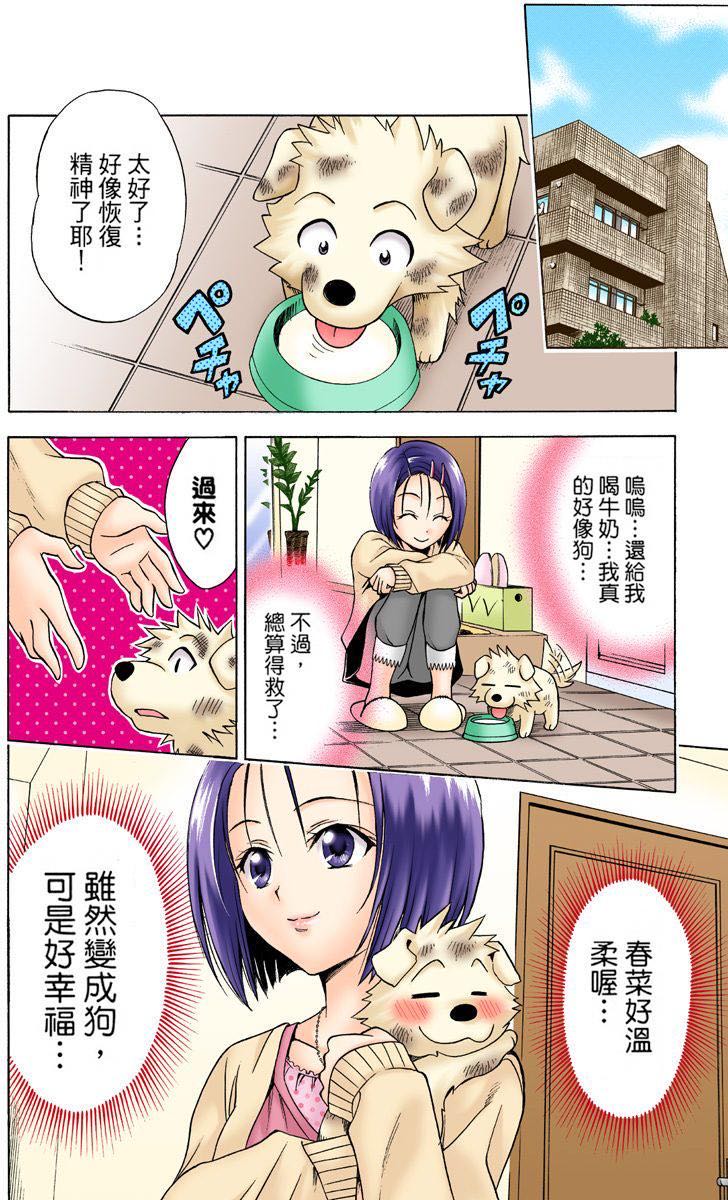 太好了…
好像恢復
精神了耶！
ペチャ
ペチャ
嗚嗚…還給我
喝牛奶…我真
的好像狗…
不過，
總算得救了…
過來♡
春菜好溫
柔喔…
雖然變成狗，
可是好幸福…